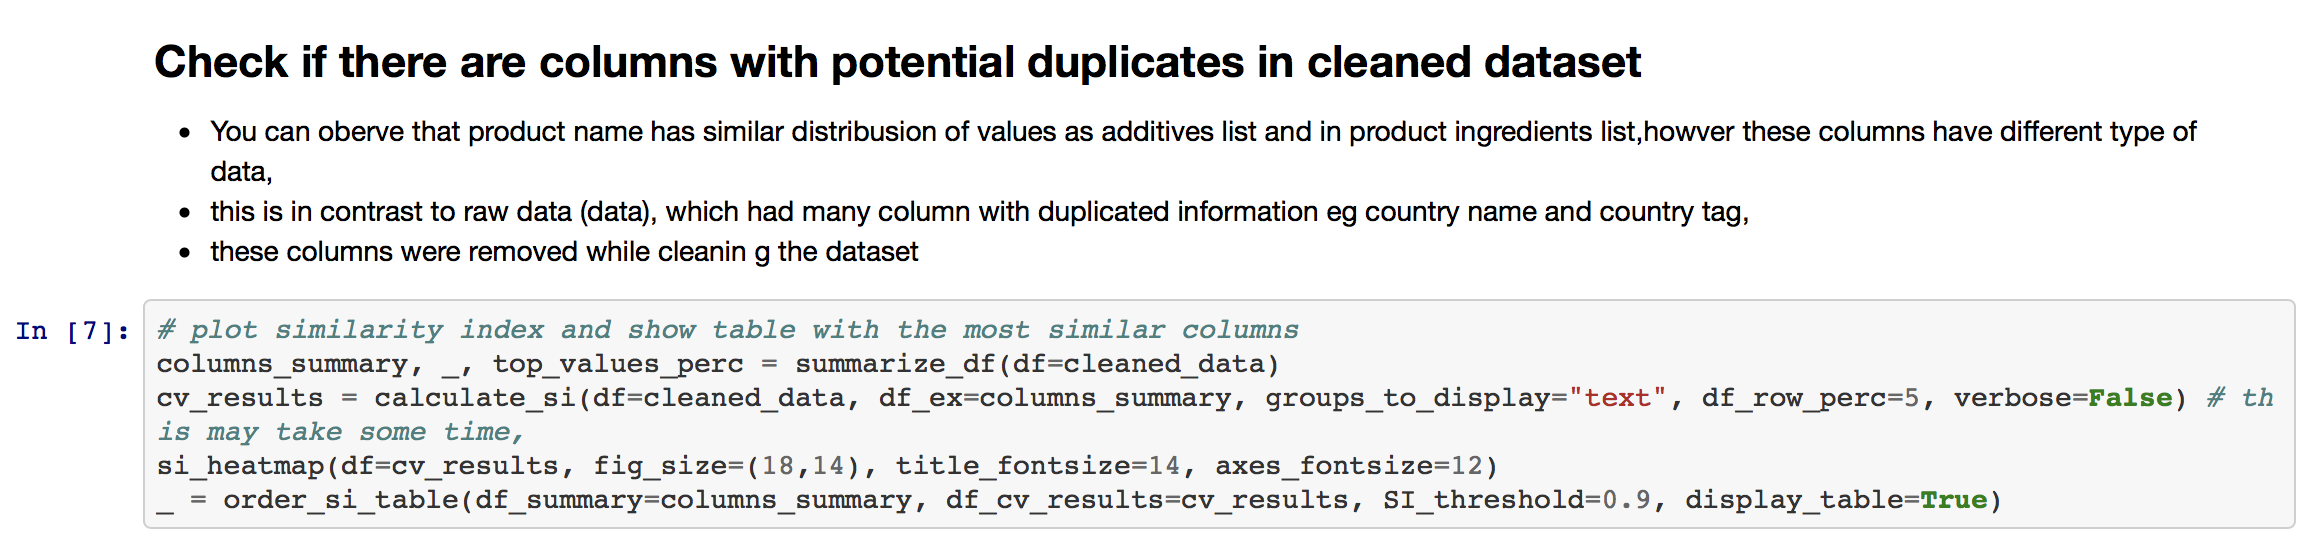 Check if there are columns with potential duplicates in cleaned dataset
• You can oberve that product name has similar distribusion of values as additives list and in product ingredients list,howver these columns have different type of
data,
• this is in contrast to raw data (data), which had many column with duplicated information eg country name and country tag,
• these columns were removed while cleanin g the dataset
In [7]: # plot similarity index and show table with the most similar columns
columns_summary, _, top_values_perc = summarize_df(df=cleaned_data)
cv_results = calculate_si(df=cleaned_data, df_ex=columns_summary, groups_to_display="text", df_row_perc=5, verbose=False) # th
is may take some time,
si_heatmap(df=cv_results, fig_size=(18,14), title_fontsize=14, axes_fontsize=12)
_ = order_si_table(df_summary=columns_summary, df_cv_results=cv_results, SI_threshold=0.9, display_table=True)